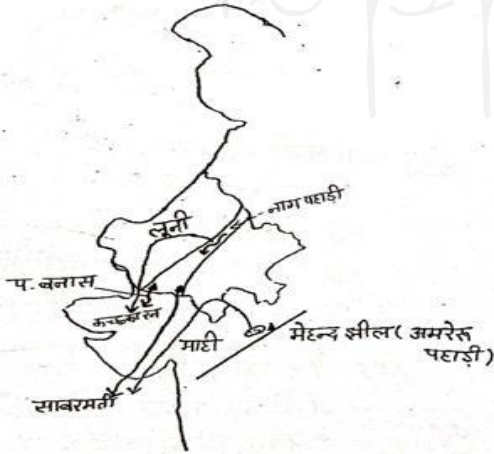 नाग पहाड़ी
लूनी
प. बनास
कच्छ रन
माही
मेहन्द झील ( अमरेरू
पहाड़ी )
साबरमती